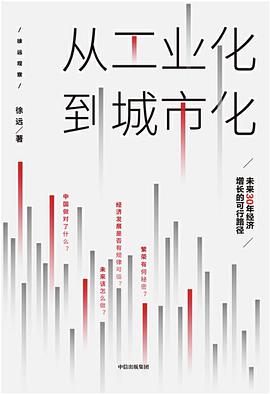 徐远观察
从工业化
到城市化
徐远／著
未来30年经济
增长的可行路径
中国做对了什么？
未来该怎么做？
经济发展是否有规律可循？
繁荣有何秘密？
中信出版集团